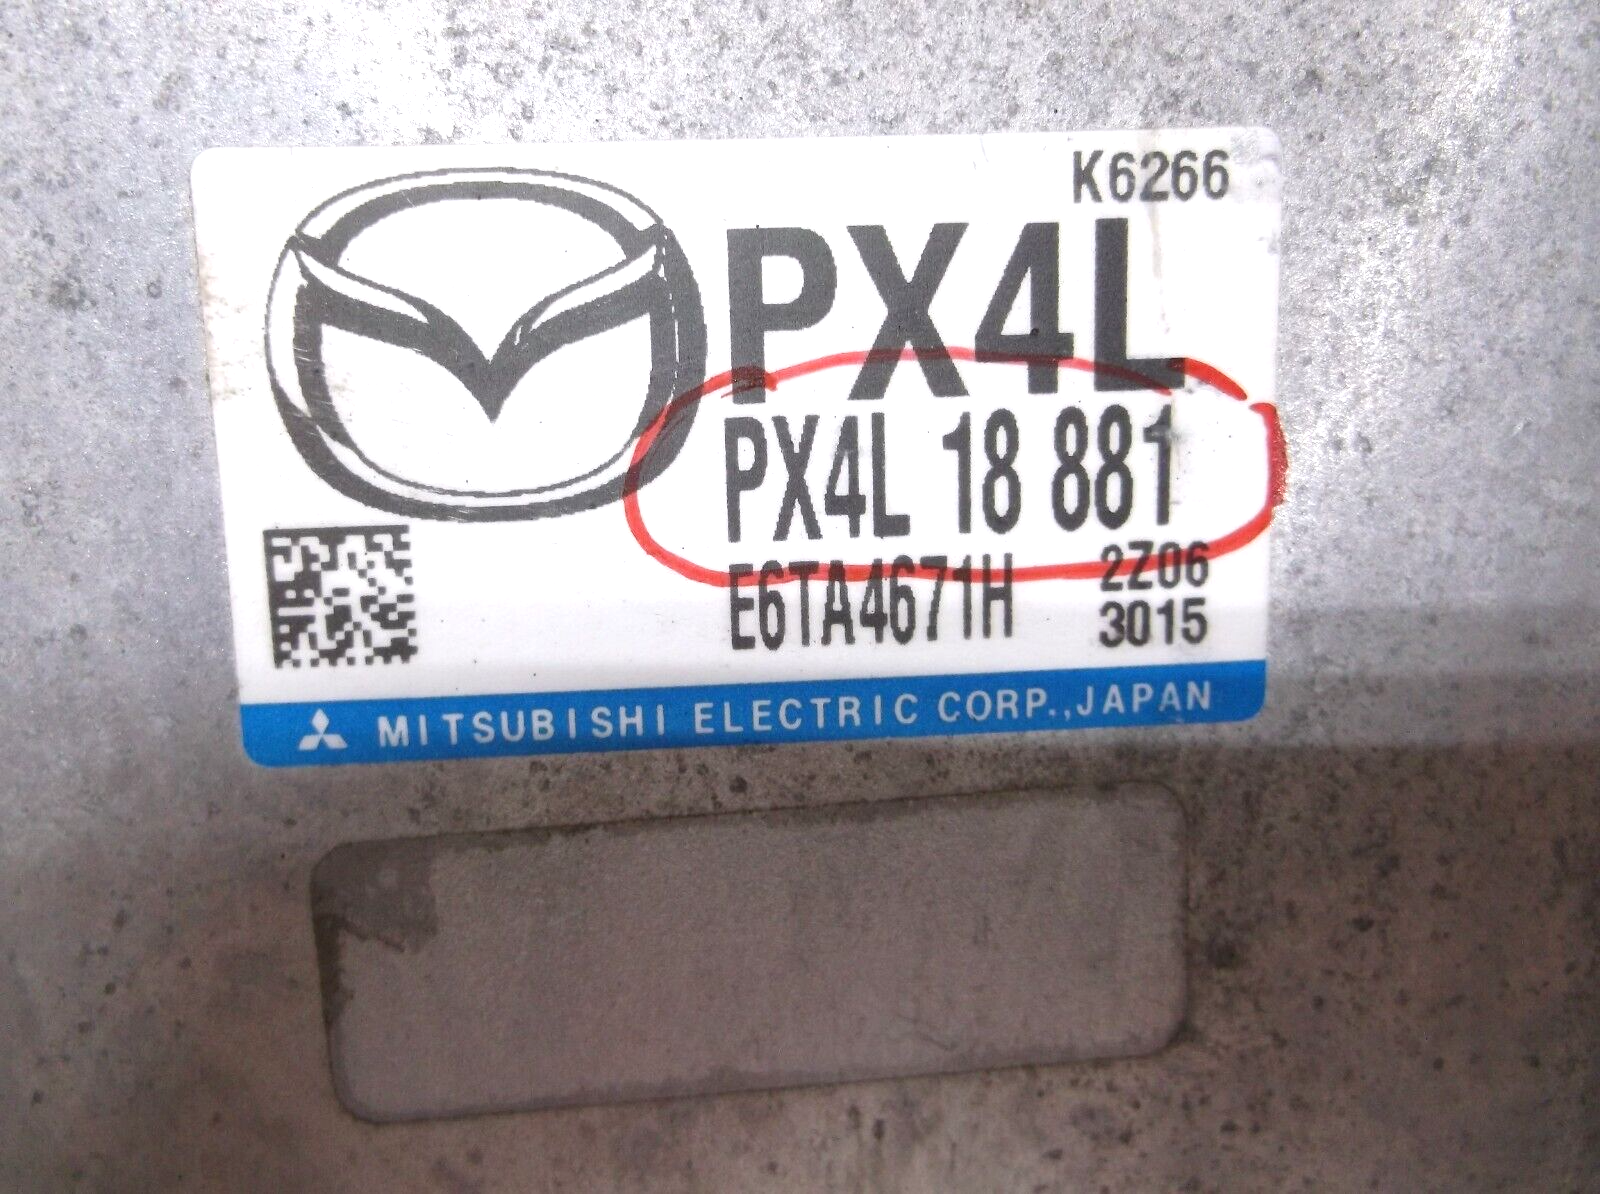 K6266
PX4L
PX4L 18 881
E6TA4671H 2Z06
3015
MITSUBISHI ELECTRIC CORP.,JAPAN